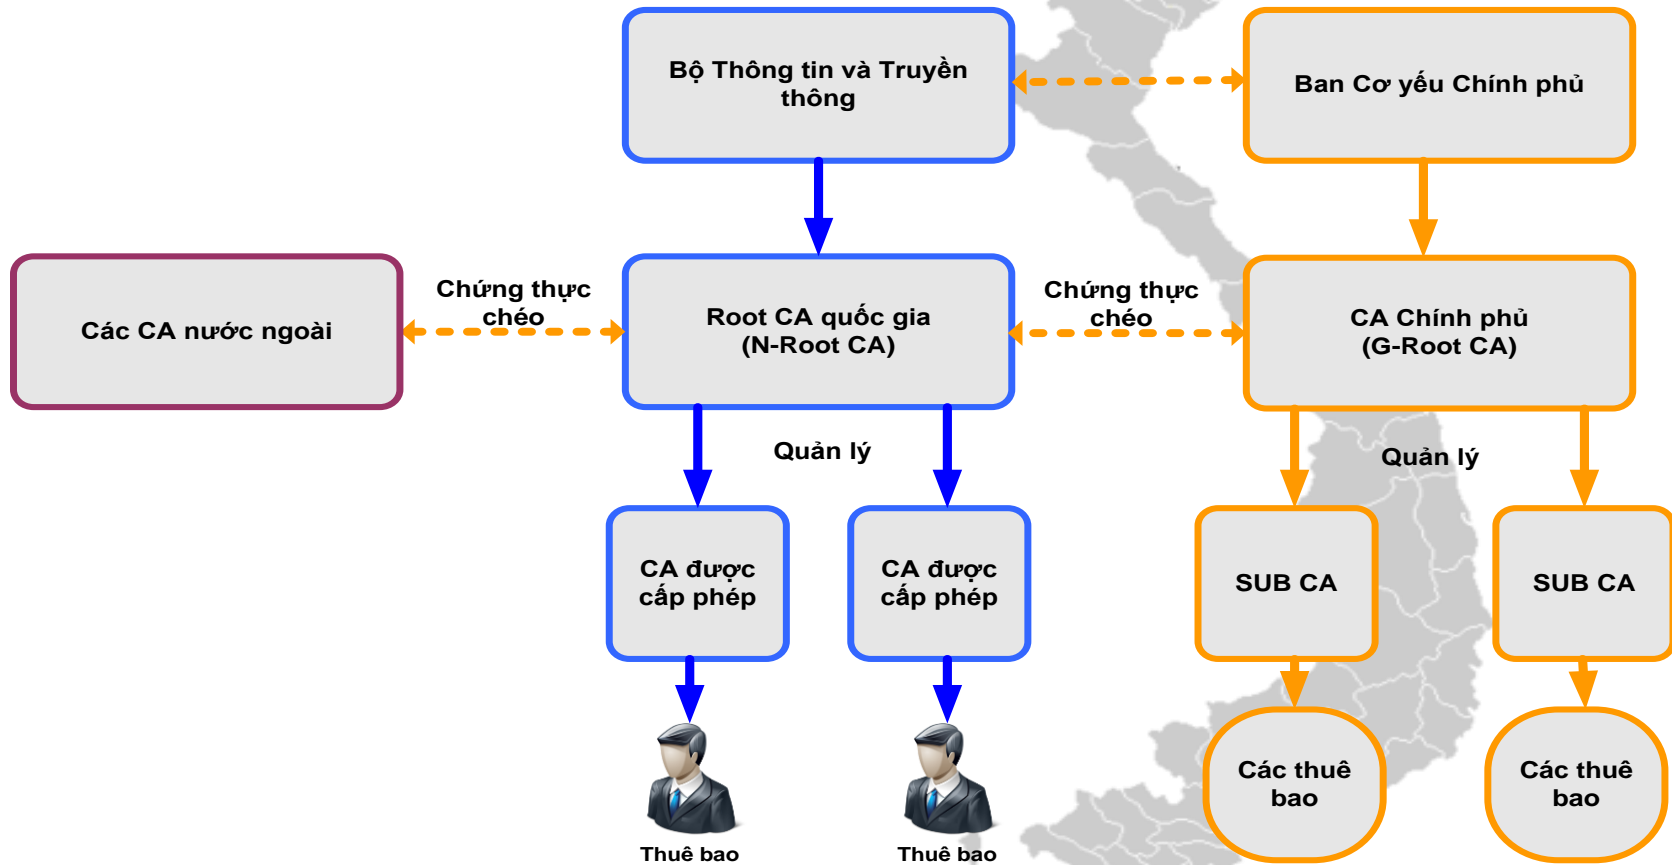 Bộ Thông tin và Truyền
thông
Ban Cơ yếu Chính phủ
Các CA nước ngoài
Chứng thực
chéo
Root CA quốc gia
(N-Root CA)
Chứng thực
chéo
CA Chính phủ
(G-Root CA)
Quản lý
Quản lý
CA được
cấp phép
CA được
cấp phép
SUB CA
SUB CA
Thuê bao
Thuê bao
Các thuê
bao
Các thuê
bao